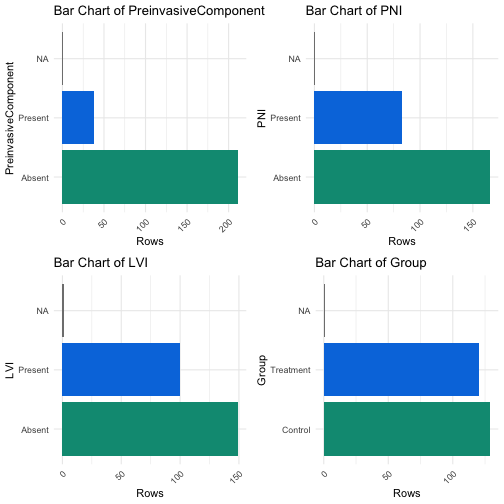 Bar Chart of PreinvasiveComponent
PreinvasiveComponent
NA
Present
Absent
0
50
100
150
200
Rows
Bar Chart of PNI
PNI
NA
Present
Absent
0
50
100
150
Rows
Bar Chart of LVI
LVI
NA
Present
Absent
0
50
100
150
Rows
Bar Chart of Group
Group
NA
Treatment
Control
0
50
100
Rows